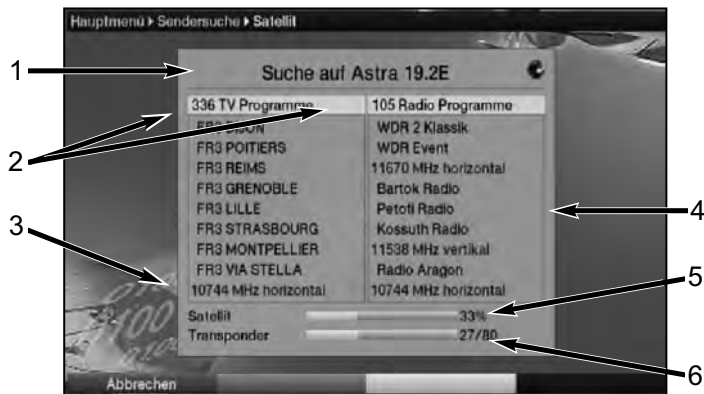 Hauptmenü ▸ Sendersuche ▸ Satellit
1
Suche auf Astra 19.2E
336 TV Programme
105 Radio Programme
2
FR3 DIJON
WDR 2 Klassik
FR3 POITIERS
WDR Event
FR3 REIMS
11670 MHz horizontal
FR3 GRENOBLE
Bartok Radio
FR3 LILLE
Petofi Radio
4
3
FR3 STRASBOURG
Kossuth Radio
FR3 MONTPELLIER
11538 MHz vertikal
FR3 VIA STELLA
Radio Aragon
10744 MHz horizontal
10744 MHz horizontal
5
Satellit
33%
Transponder
27/80
6
Abbrechen